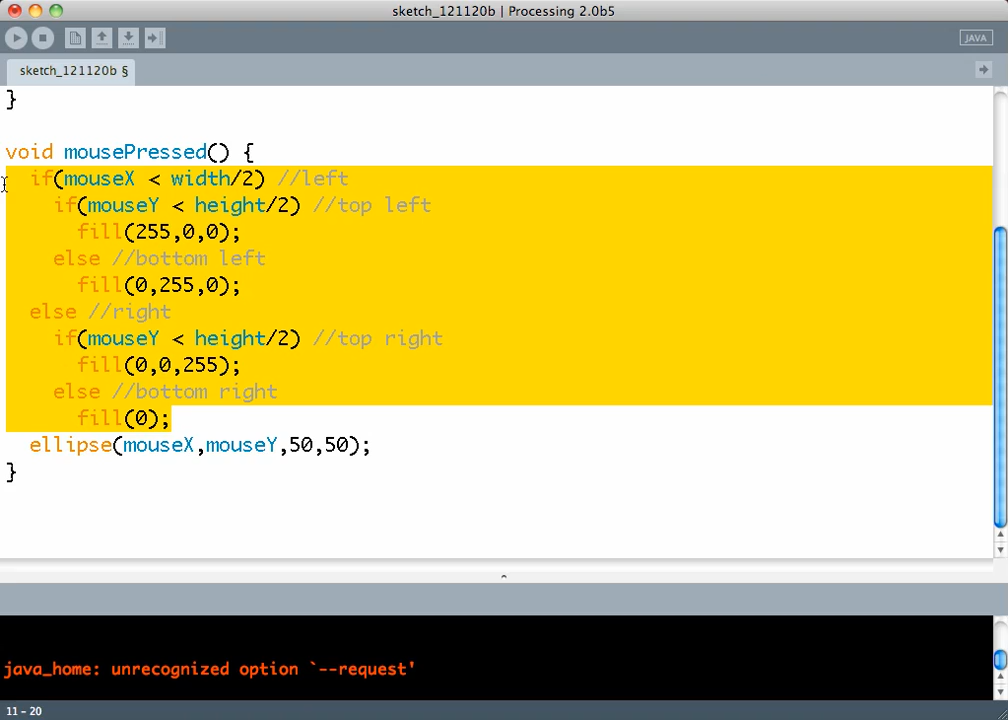 sketch_121120b | Processing 2.0b5
JAVA
sketch_121120b §
}
void mousePressed() {
if(mouseX < width/2) //left
if(mouseY < height/2) //top left
fill(255,0,0);
else //bottom left
fill(0,255,0);
else //right
if(mouseY < height/2) //top right
fill(0,0,255);
else //bottom right
fill(0);
ellipse(mouseX,mouseY,50,50);
}
java_home: unrecognized option `--request'
11 - 20